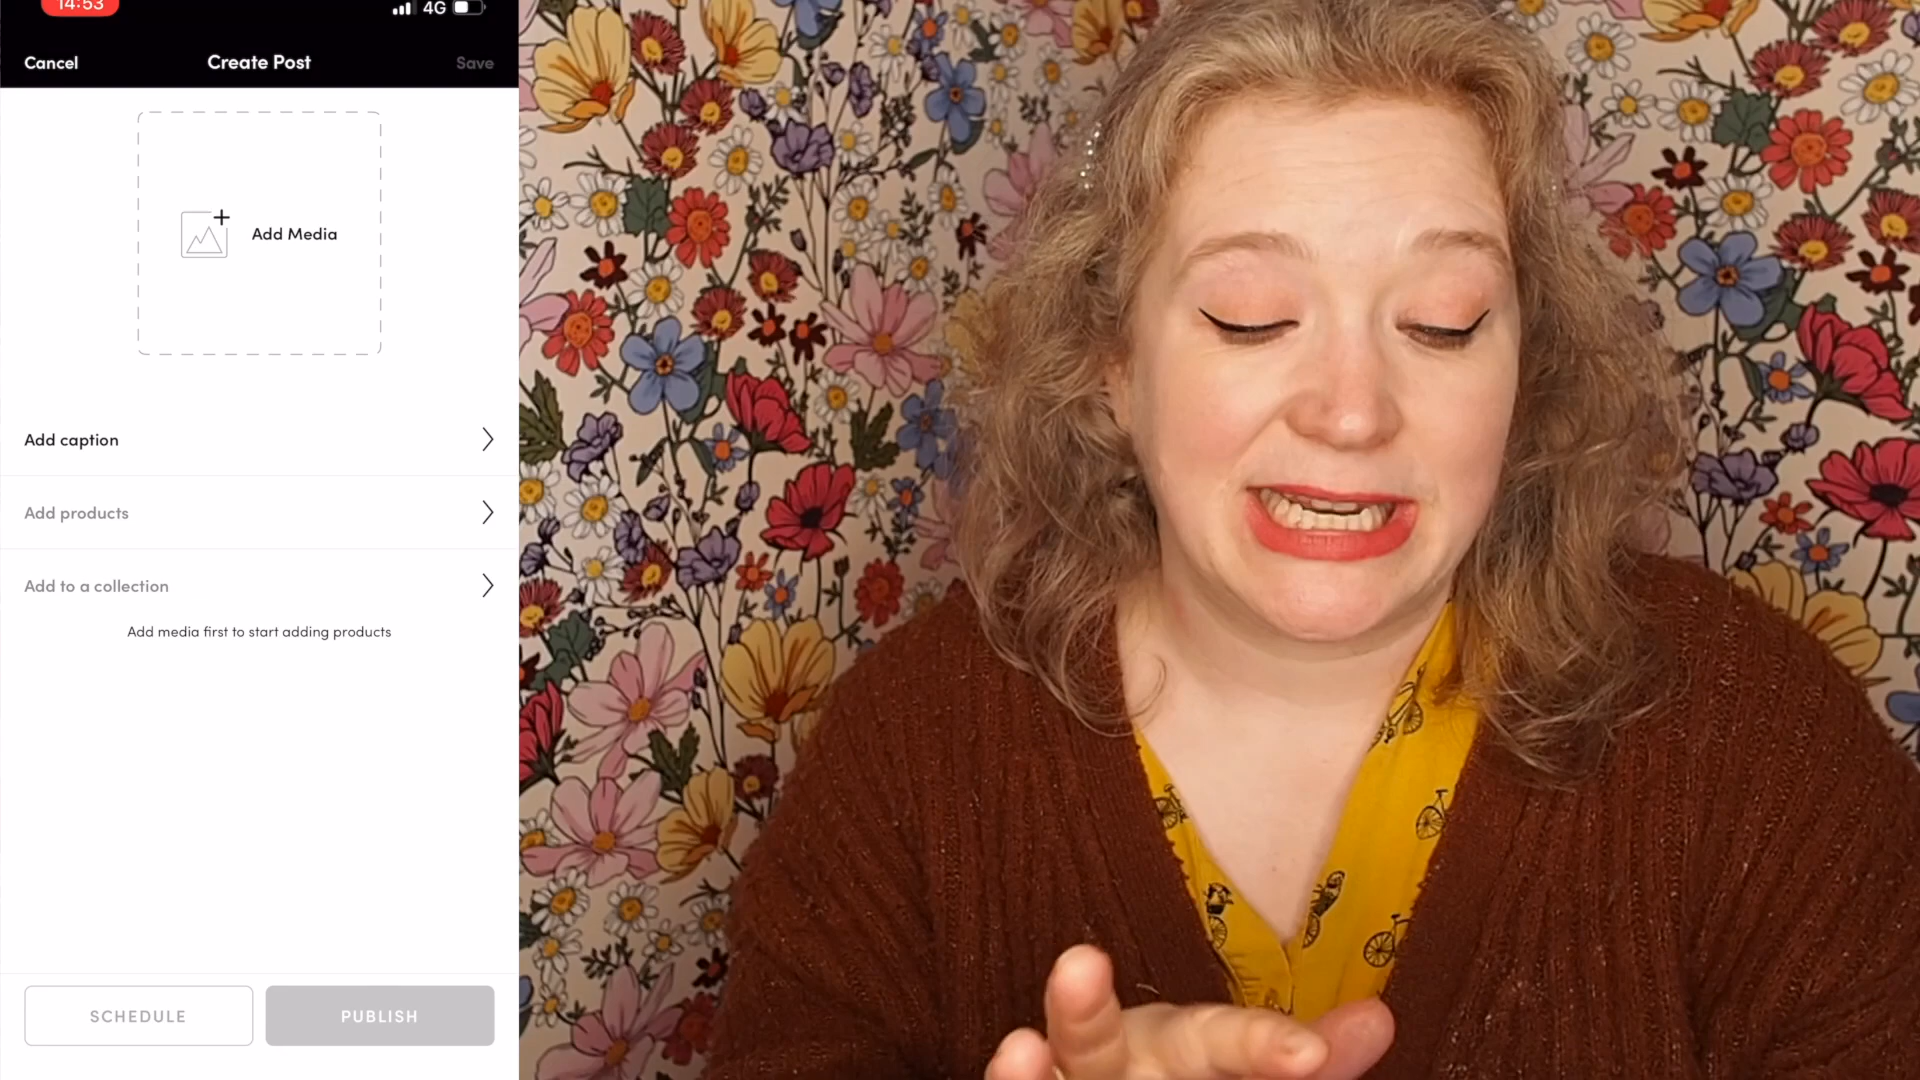 14:53
4G
Cancel
Create Post
Save
Add Media
Add caption
Add products
Add to a collection
Add media first to start adding products
SCHEDULE
PUBLISH